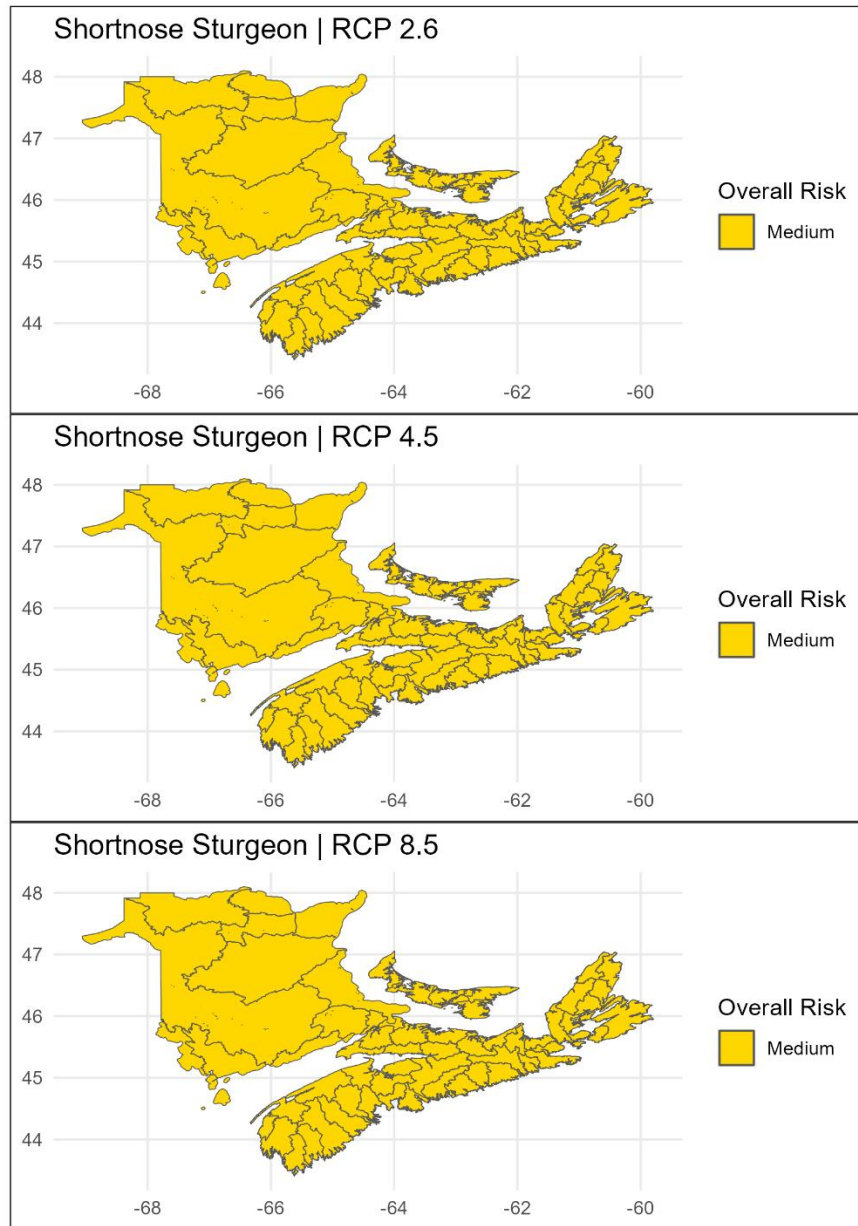 Shortnose Sturgeon | RCP 2.6
48
47
46
45
44
-68 -66 -64 -62 -60
Overall Risk
Medium
Shortnose Sturgeon | RCP 4.5
48
47
46
45
44
-68 -66 -64 -62 -60
Overall Risk
Medium
Shortnose Sturgeon | RCP 8.5
48
47
46
45
44
-68 -66 -64 -62 -60
Overall Risk
Medium